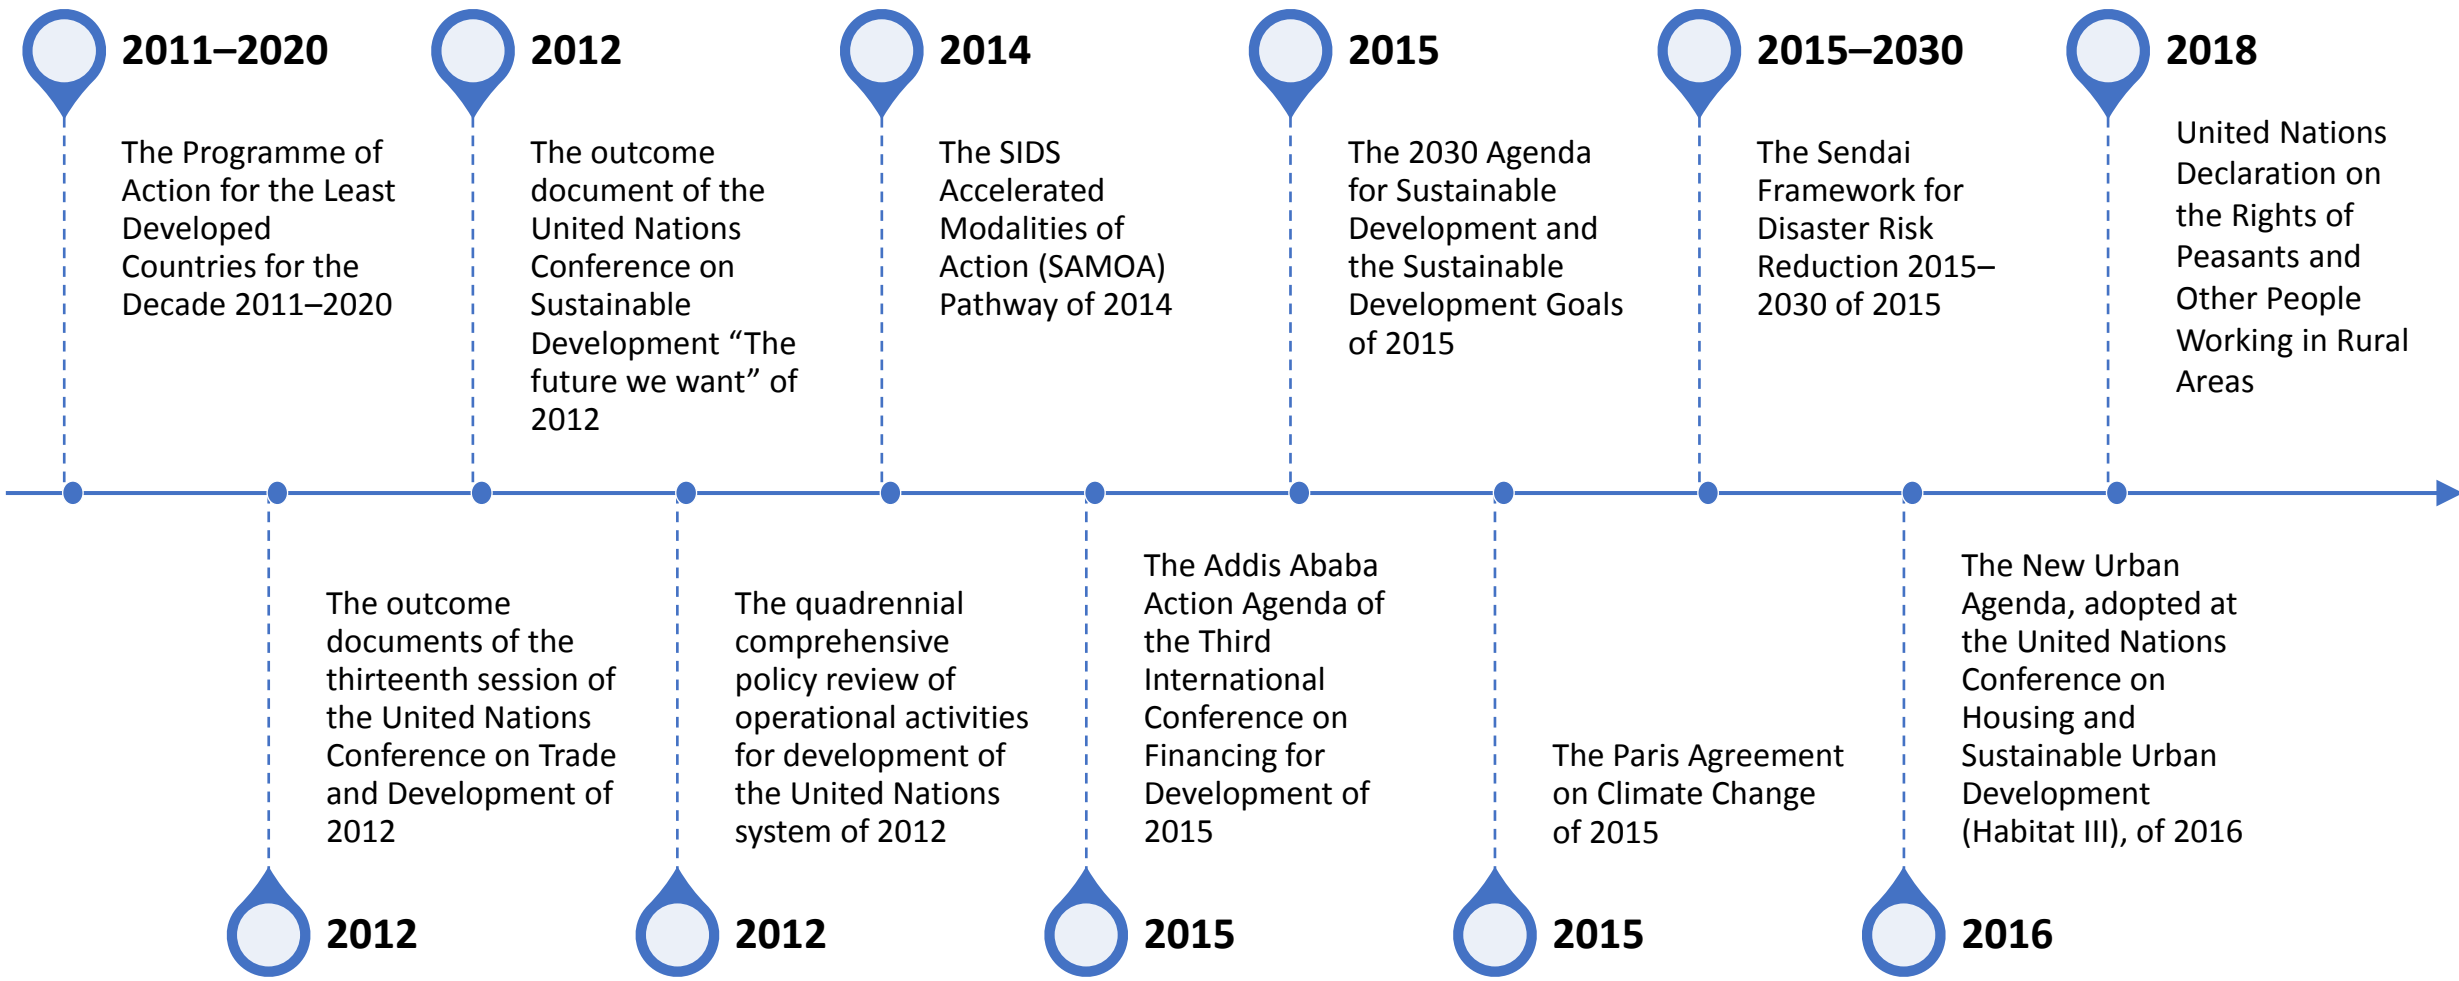 2011–2020
The Programme of
Action for the Least
Developed
Countries for the
Decade 2011–2020
2012
The outcome
documents of the
thirteenth session of
the United Nations
Conference on Trade
and Development of
2012
2012
The outcome
document of the
United Nations
Conference on
Sustainable
Development “The
future we want” of
2012
2012
The quadrennial
comprehensive
policy review of
operational activities
for development of
the United Nations
system of 2012
2014
The SIDS
Accelerated
Modalities of
Action (SAMOA)
Pathway of 2014
2015
The Addis Ababa
Action Agenda of
the Third
International
Conference on
Financing for
Development of
2015
2015
The 2030 Agenda
for Sustainable
Development and
the Sustainable
Development Goals
of 2015
2015
The Paris Agreement
on Climate Change
of 2015
2015–2030
The Sendai
Framework for
Disaster Risk
Reduction 2015–
2030 of 2015
2016
The New Urban
Agenda, adopted at
the United Nations
Conference on
Housing and
Sustainable Urban
Development
(Habitat III), of 2016
2018
United Nations
Declaration on
the Rights of
Peasants and
Other People
Working in Rural
Areas